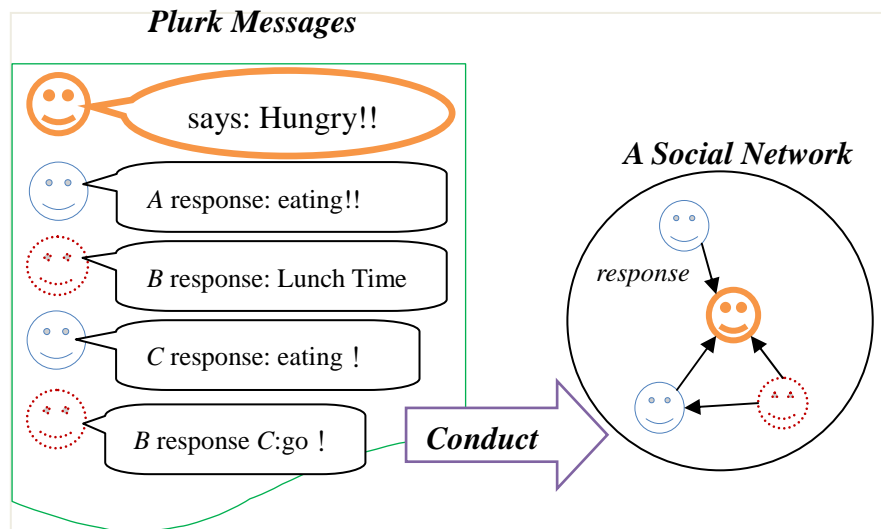 Plurk Messages
says: Hungry!!
A response: eating!!
B response: Lunch Time
C response: eating！
B response C:go！
Conduct
A Social Network
response